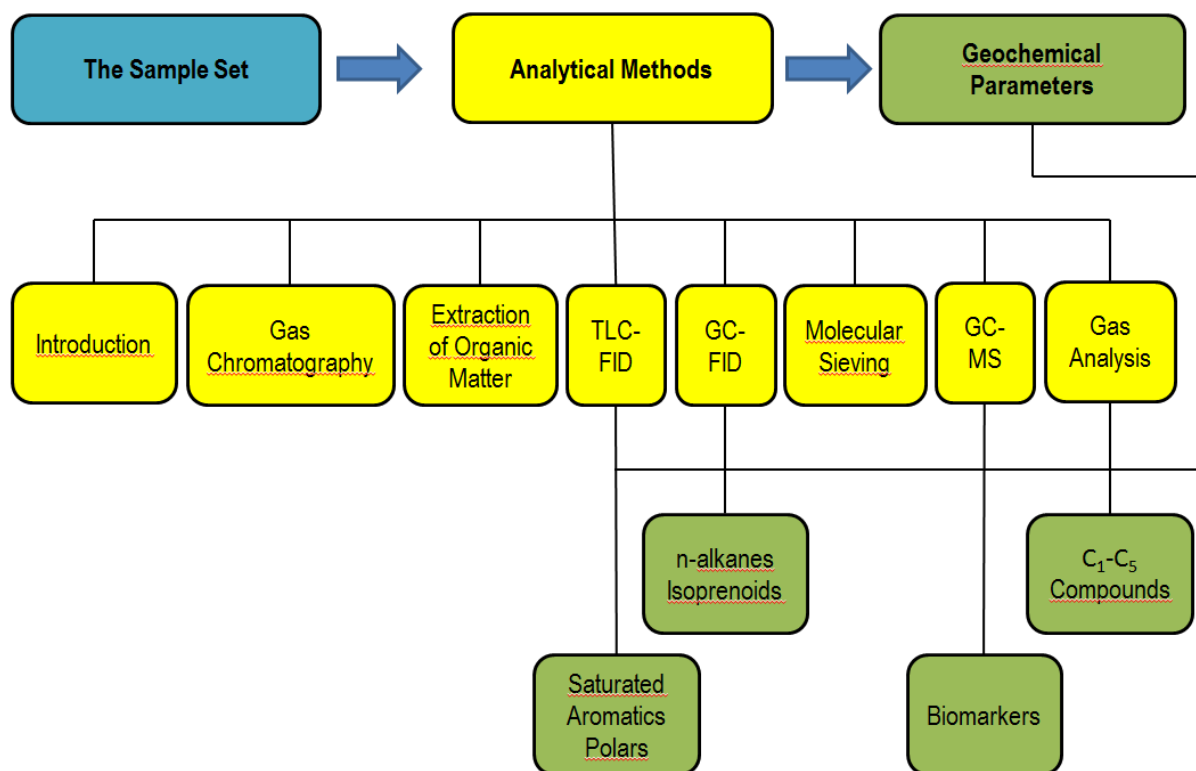 The Sample Set
Analytical Methods
Geochemical
Parameters
Introduction
Gas
Chromatography
Extraction
of Organic
Matter
TLC-
FID
GC-
FID
Molecular
Sieving
GC-
MS
Gas
Analysis
n-alkanes
Isoprenoids
C₁-C₅
Compounds
Saturated
Aromatics
Polars
Biomarkers